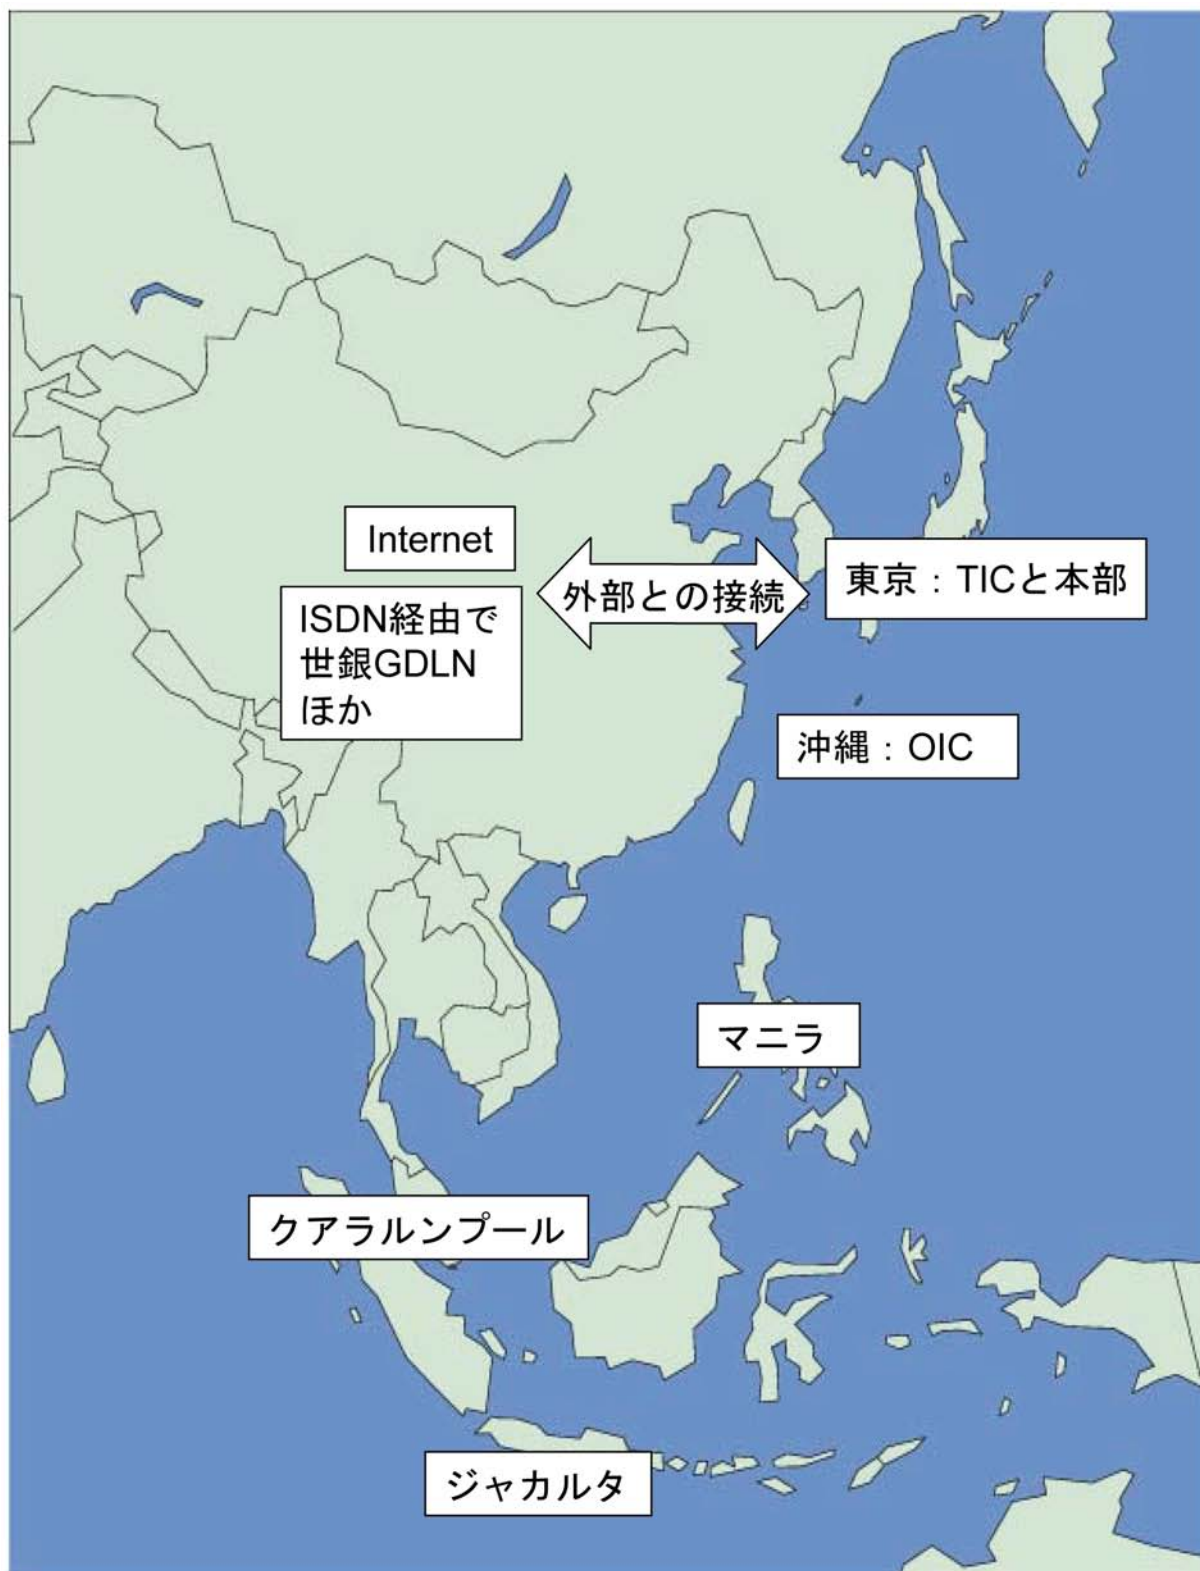 Internet
ISDN経由で
世銀GDLN
ほか
外部との接続
東京：TICと本部
沖縄：OIC
マニラ
クアラルンプール
ジャカルタ